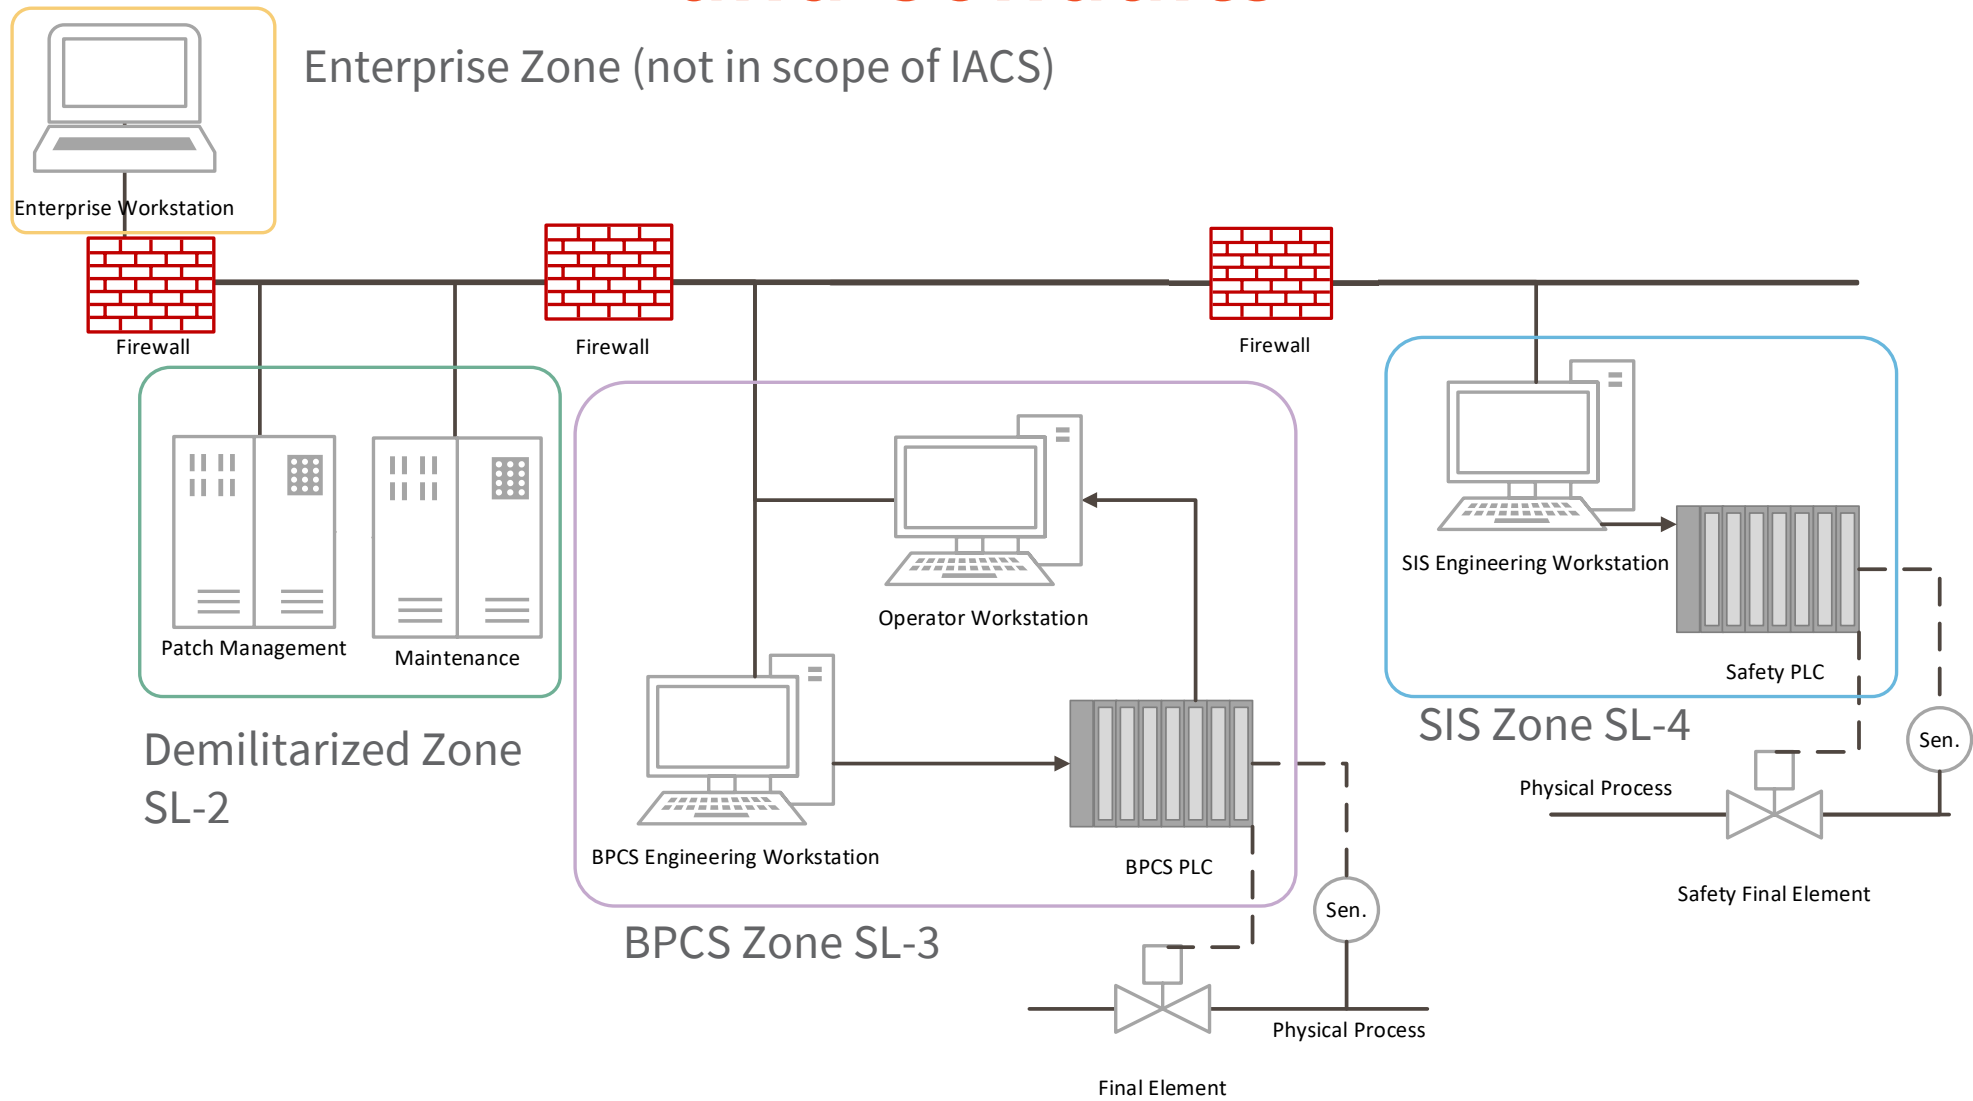 and Conduits
Enterprise Zone (not in scope of IACS)
Enterprise Workstation
Firewall
Firewall
Firewall
Patch Management
Maintenance
Demilitarized Zone
SL-2
Operator Workstation
BPCS Engineering Workstation
BPCS PLC
Sen.
BPCS Zone SL-3
Physical Process
Final Element
SIS Engineering Workstation
Safety PLC
SIS Zone SL-4
Sen.
Physical Process
Safety Final Element